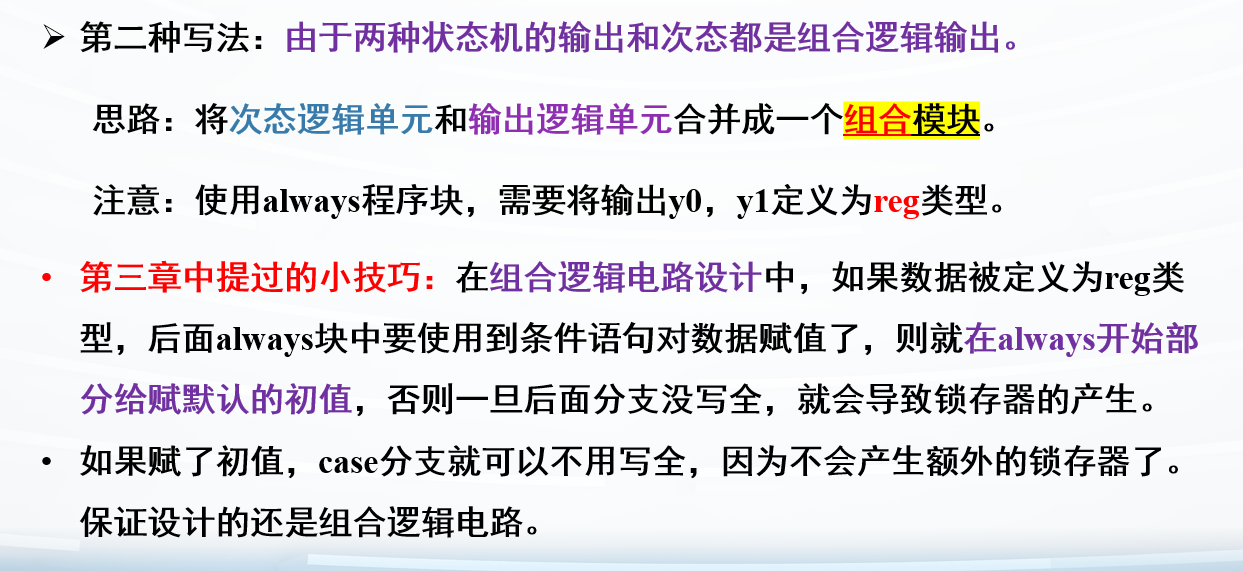 ➢ 第二种写法：由于两种状态机的输出和次态都是组合逻辑输出。
思路：将次态逻辑单元和输出逻辑单元合并成一个组合模块。
注意：使用always程序块，需要将输出y0，y1定义为reg类型。
• 第三章中提过的小技巧：在组合逻辑电路设计中，如果数据被定义为reg类
型，后面always块中要使用到条件语句对数据赋值了，则就在always开始部
分给赋默认的初值，否则一旦后面分支没写全，就会导致锁存器的产生。
• 如果赋了初值，case分支就可以不用写全，因为不会产生额外的锁存器了。
保证设计的还是组合逻辑电路。